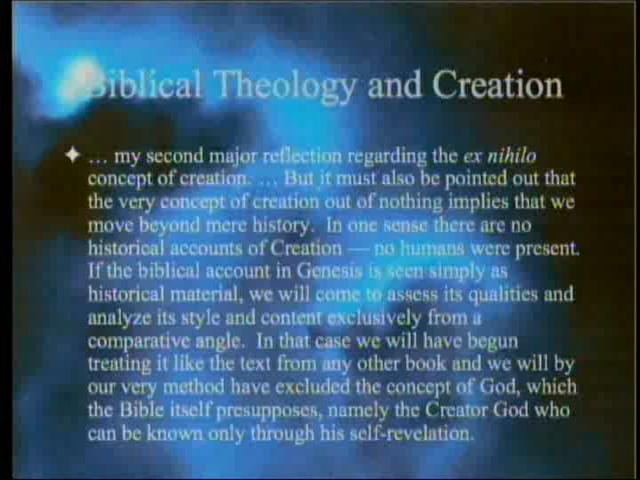 Biblical Theology and Creation
… my second major reflection regarding the ex nihilo
concept of creation. … But it must also be pointed out that
the very concept of creation out of nothing implies that we
move beyond mere history. In one sense there are no
historical accounts of Creation — no humans were present.
If the biblical account in Genesis is seen simply as
historical material, we will come to assess its qualities and
analyze its style and content exclusively from a
comparative angle. In that case we will have begun
treating it like the text from any other book and we will by
our very method have excluded the concept of God, which
the Bible itself presupposes, namely the Creator God who
can be known only through his self-revelation.